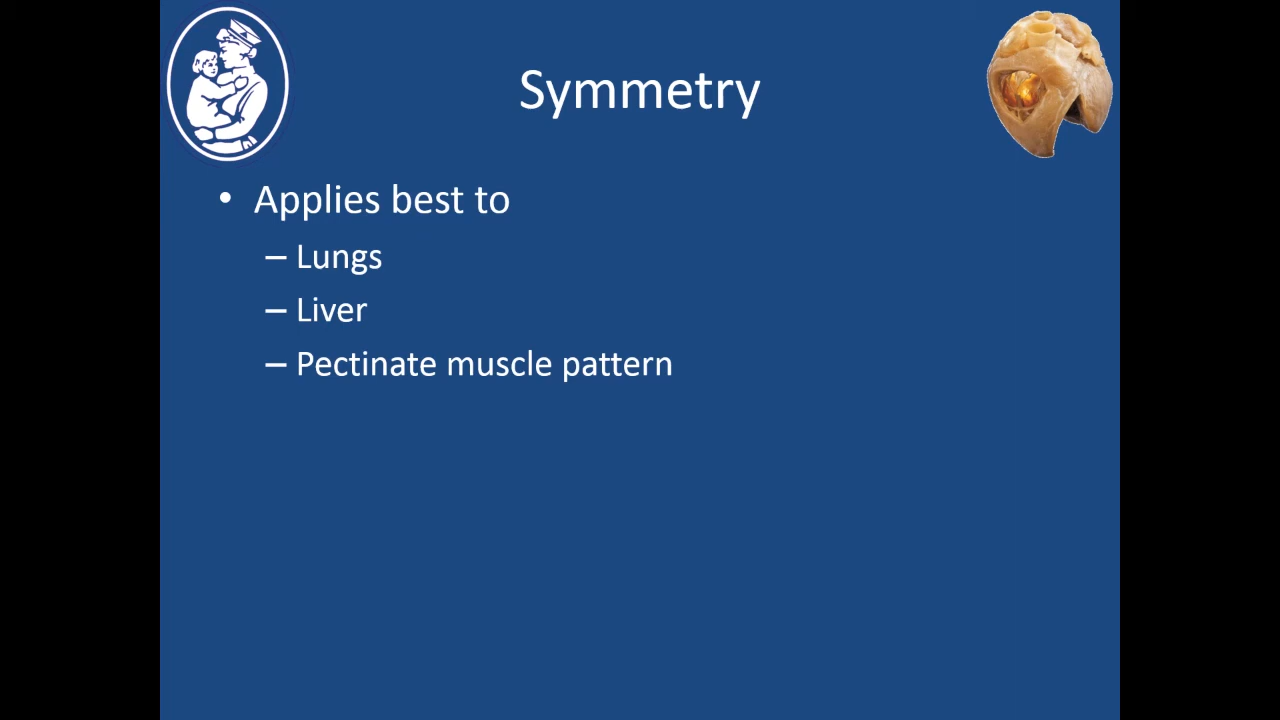 Symmetry
• Applies best to
– Lungs
– Liver
– Pectinate muscle pattern